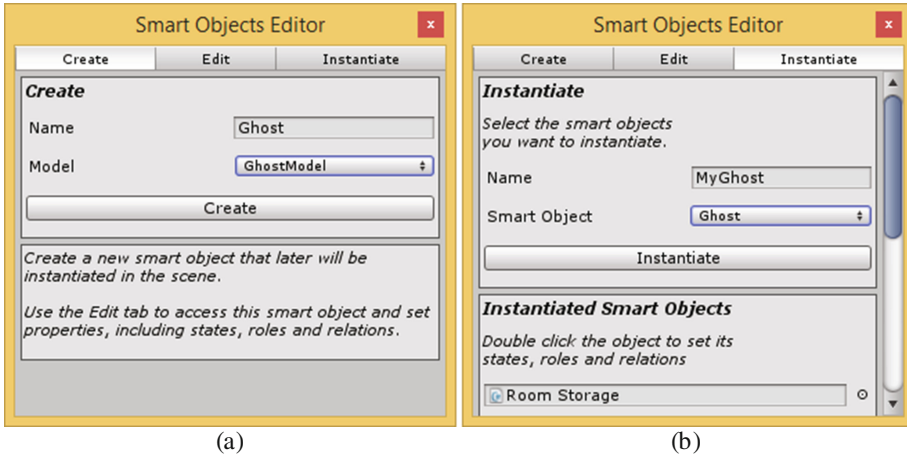 Smart Objects Editor
x
Create
Edit
Instantiate
Create
Name
Ghost
Model
GhostModel
Create
Create a new smart object that later will be
instantiated in the scene.
Use the Edit tab to access this smart object and set
properties, including states, roles and relations.
(a)
Smart Objects Editor
x
Create
Edit
Instantiate
Instantiate
Select the smart objects
you want to instantiate.
Name
MyGhost
Smart Object
Ghost
Instantiate
Instantiated Smart Objects
Double click the object to set its
states, roles and relations
Room Storage
(b)